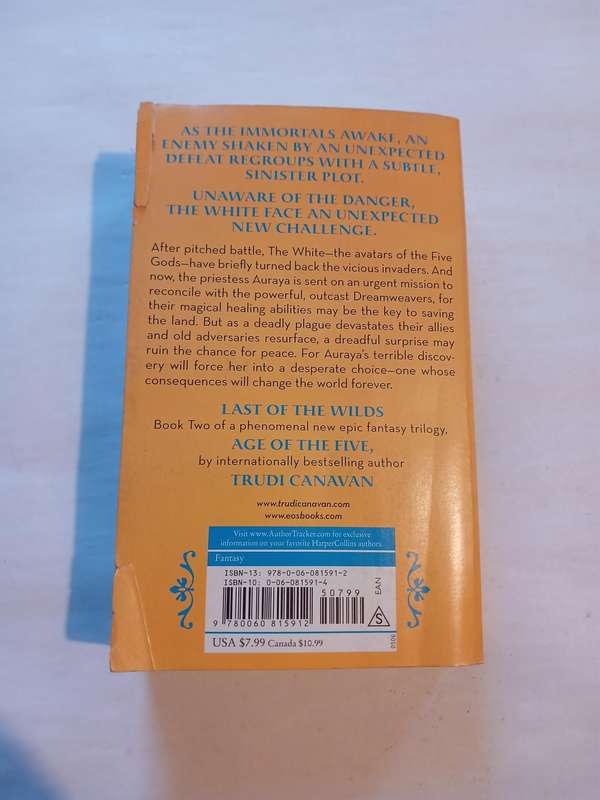 AS THE IMMORTALS AWAKE, AN
ENEMY SHAKEN BY AN UNEXPECTED
DEFEAT REGROUPS WITH A SUBTLE,
SINISTER PLOT.
UNAWARE OF THE DANGER,
THE WHITE FACE AN UNEXPECTED
NEW CHALLENGE.
After pitched battle, The White—the avatars of the Five
Gods—have briefly turned back the vicious invaders. And
now, the priestess Auraya is sent on an urgent mission to
reconcile with the powerful, outcast Dreamweavers, for
their magical healing abilities may be the key to saving
the land. But as a deadly plague devastates their allies
and old adversaries resurface, a dreadful surprise may
ruin the chance for peace. For Auraya's terrible discov-
ery will force her into a desperate choice—one whose
consequences will change the world forever.
LAST OF THE WILDS
Book Two of a phenomenal new epic fantasy trilogy,
AGE OF THE FIVE,
by internationally bestselling author
TRUDI CANAVAN
www.trudicanavan.com
www.eosbooks.com
Visit www.AuthorTracker.com for exclusive
information on your favorite HarperCollins authors.
Fantasy
ISBN-13: 978-0-06-081591-2
ISBN-10: 0-06-081591-4
50799
EAN
S
9 780060 815912
USA $7.99 Canada $10.99
0106